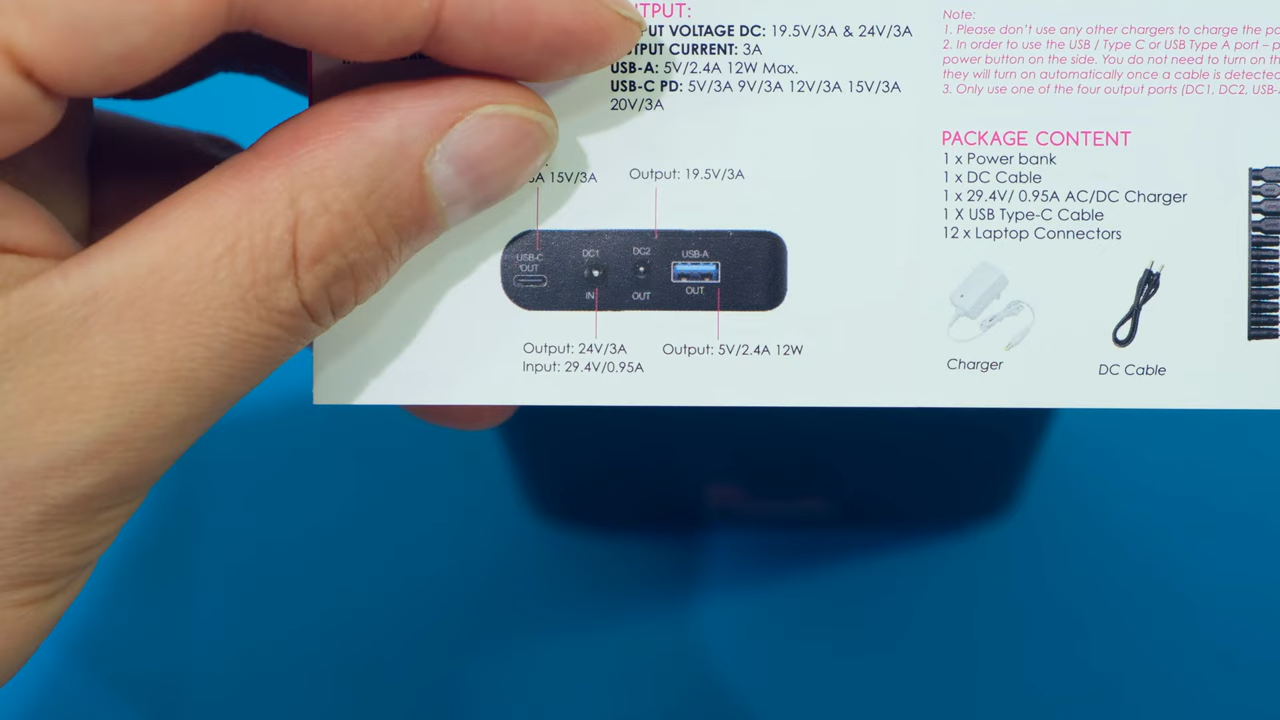 TPUT:
PUT VOLTAGE DC: 19.5V/3A & 24V/3A
TPUT CURRENT: 3A
USB-A: 5V/2.4A 12W Max.
USB-C PD: 5V/3A 9V/3A 12V/3A 15V/3A
20V/3A
15V/3A
Output: 19.5V/3A
USB-C
OUT
DC1
IN
DC2
OUT
USB-A
OUT
Output: 24V/3A
Input: 29.4V/0.95A
Output: 5V/2.4A 12W
Note:
1. Please don't use any other chargers to charge the
2. In order to use the USB / Type C or USB Type A port –
power button on the side. You do not need to turn on
they will turn on automatically once a cable is detected
3. Only use one of the four output ports (DC1, DC2, USB-
PACKAGE CONTENT
1 x Power bank
1 x DC Cable
1 x 29.4V/ 0.95A AC/DC Charger
1 X USB Type-C Cable
12 x Laptop Connectors
Charger
DC Cable